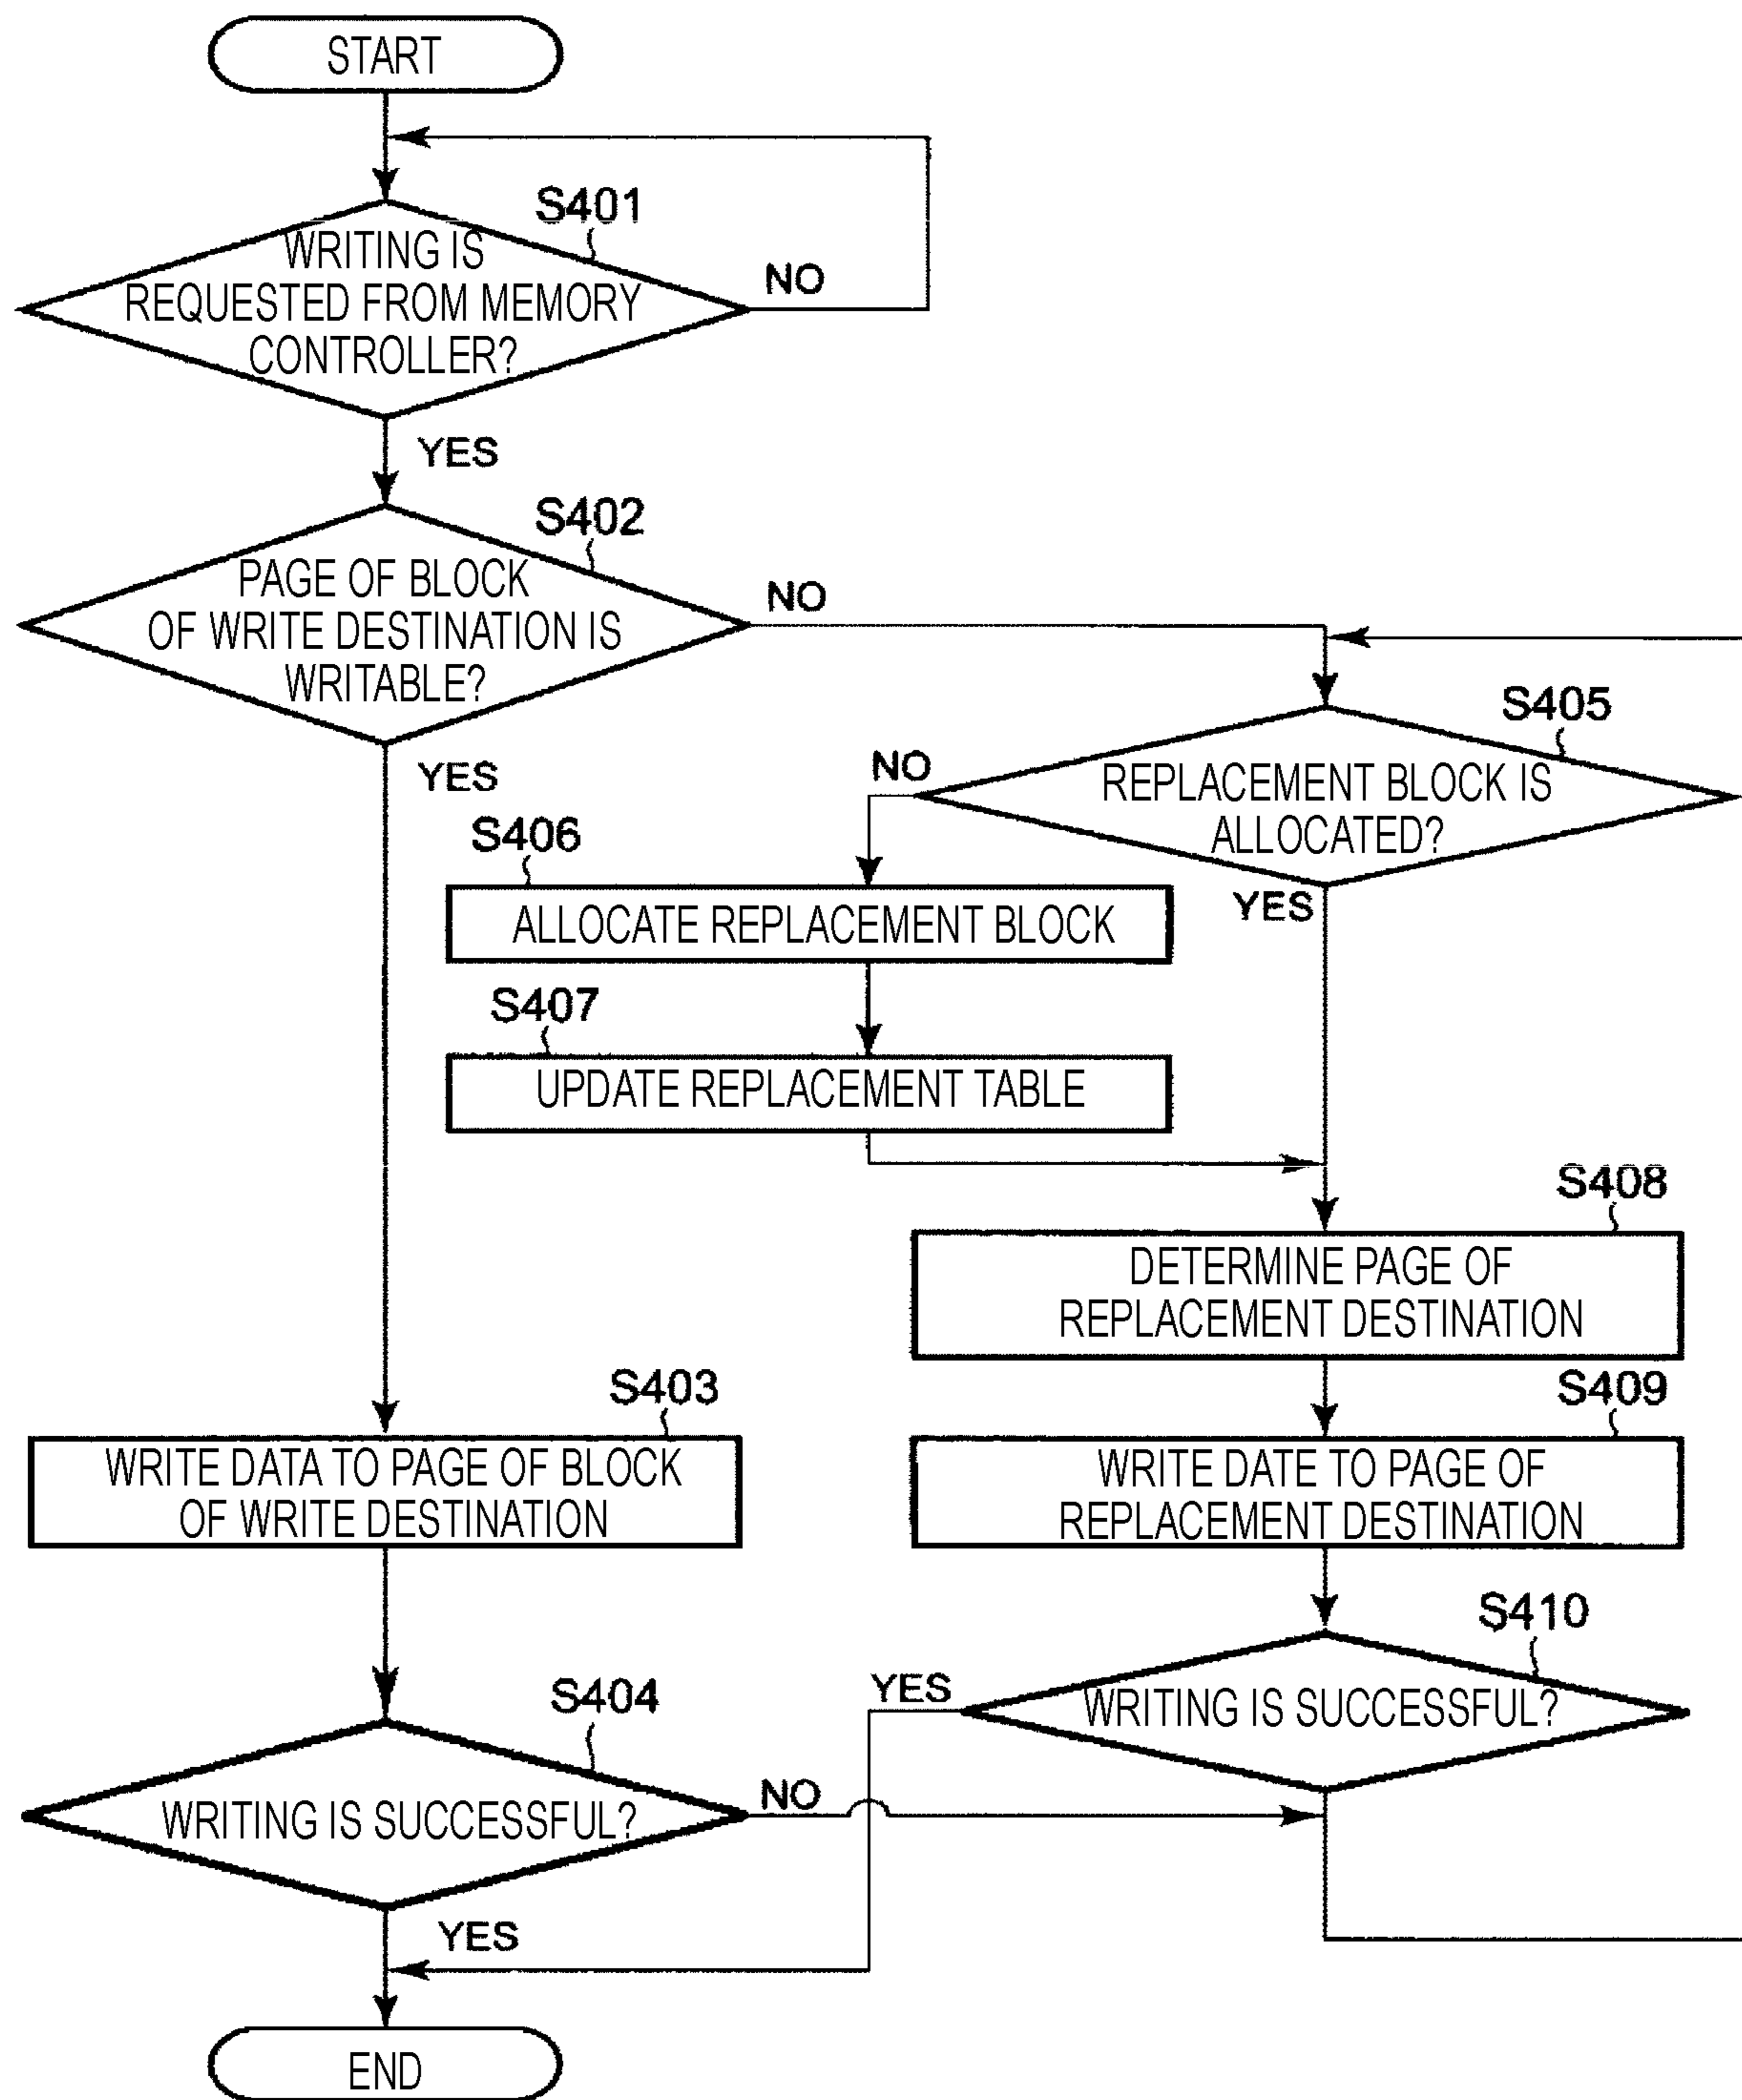 START
S401
WRITING IS
REQUESTED FROM MEMORY
CONTROLLER?
NO
YES
S402
PAGE OF BLOCK
OF WRITE DESTINATION IS
WRITABLE?
NO
YES
S405
REPLACEMENT BLOCK IS
ALLOCATED?
NO
YES
S406
ALLOCATE REPLACEMENT BLOCK
S407
UPDATE REPLACEMENT TABLE
S408
DETERMINE PAGE OF
REPLACEMENT DESTINATION
S403
WRITE DATA TO PAGE OF BLOCK
OF WRITE DESTINATION
S409
WRITE DATE TO PAGE OF
REPLACEMENT DESTINATION
S410
WRITING IS SUCCESSFUL?
YES
S404
WRITING IS SUCCESSFUL?
NO
YES
END